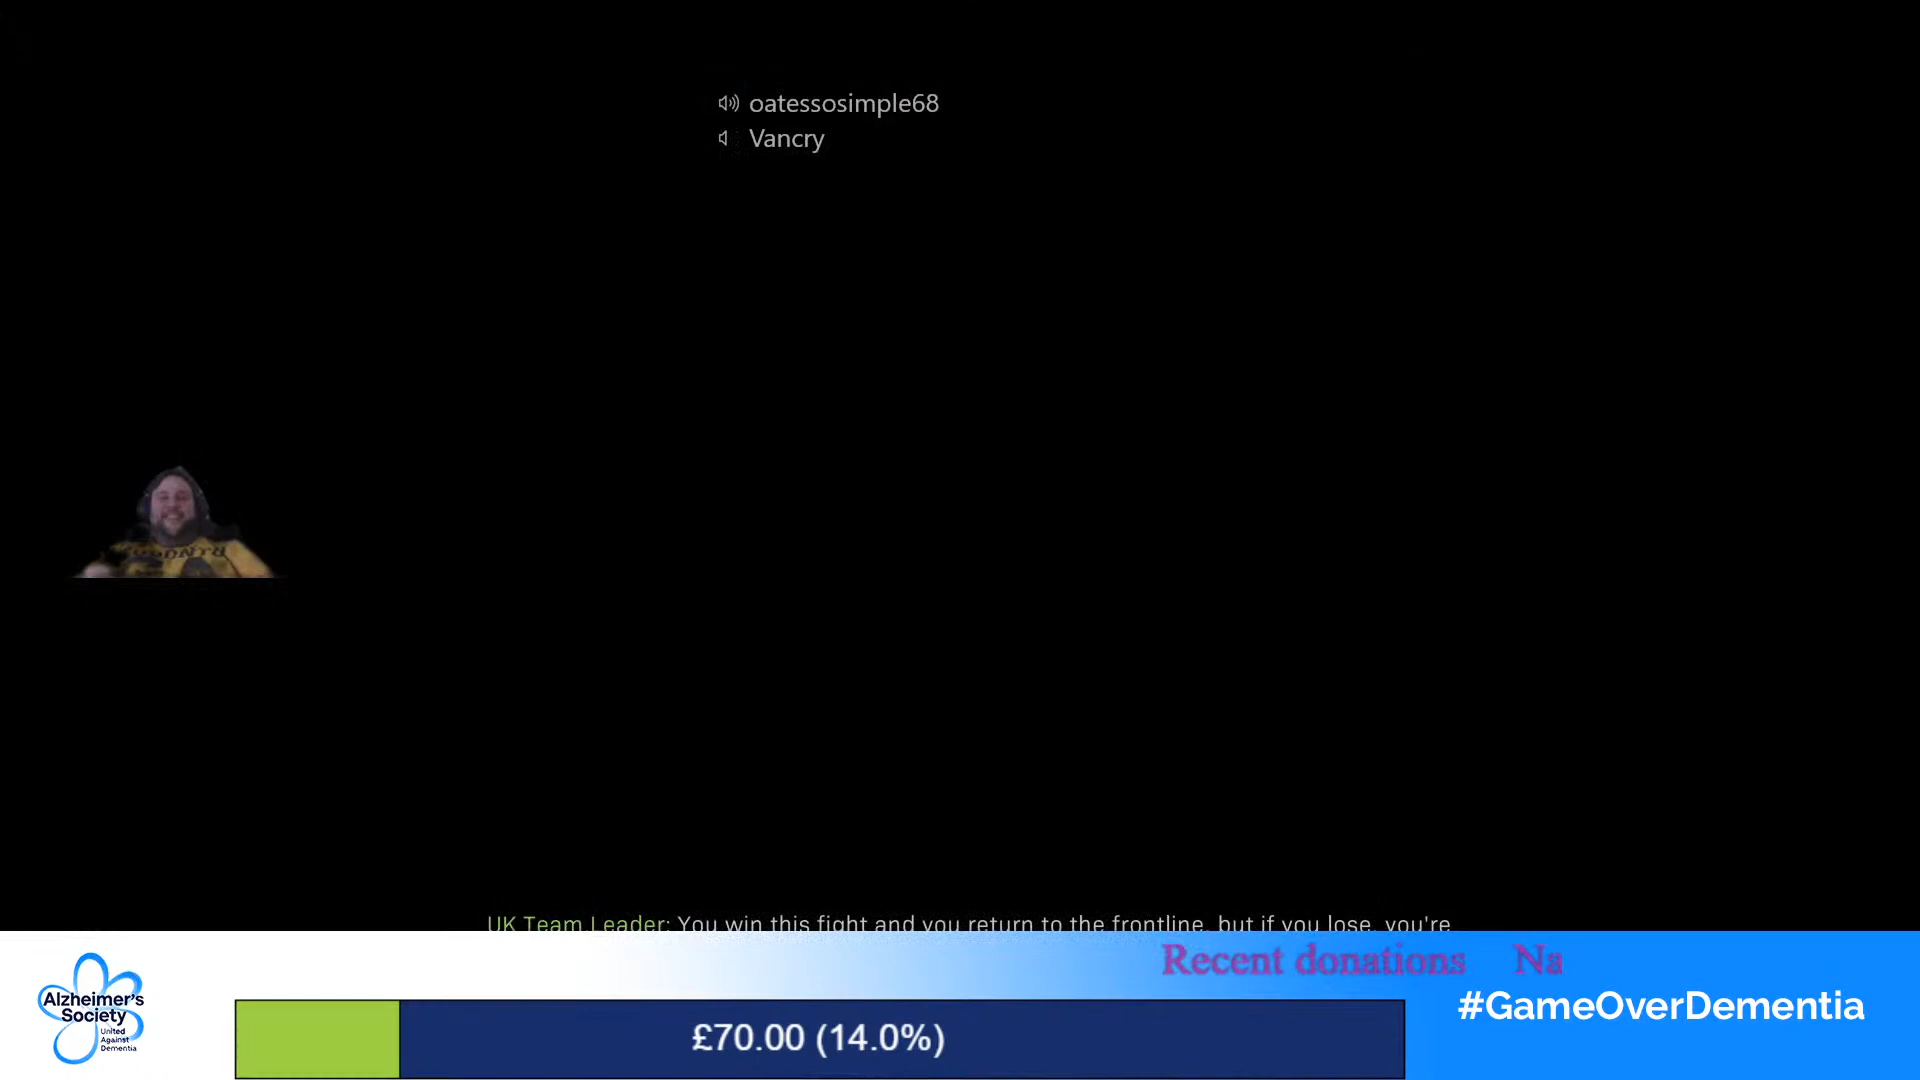 oatessosimple68
Vancry
UK Team Leader: You win this fight and you return to the frontline, but if you lose, you're
Recent donations Na
Alzheimer's
Society
United
Against
Dementia
#GameOverDementia
£70.00 (14.0%)